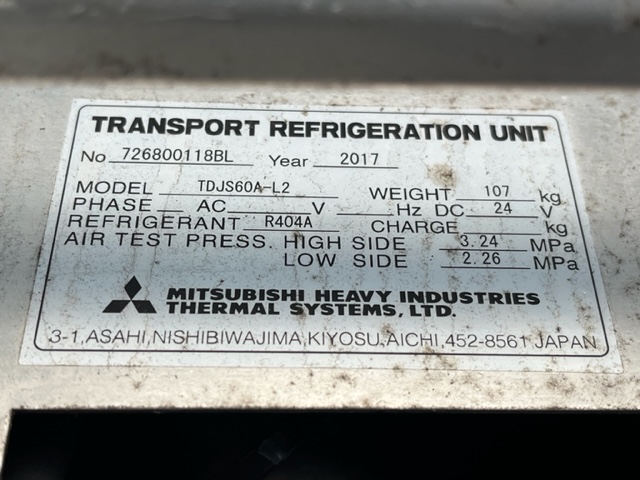 TRANSPORT REFRIGERATION UNIT
No 726800118BL Year 2017
MODEL TDJS60A-L2 WEIGHT 107 kg
PHASE AC V Hz DC 24 V
REFRIGERANT R404A CHARGE kg
AIR TEST PRESS. HIGH SIDE 3.24 MPa
LOW SIDE 2.26 MPa
MITSUBISHI HEAVY INDUSTRIES
THERMAL SYSTEMS, LTD.
3-1, ASAHI, NISHIBIWAJIMA, KIYOSU, AICHI, 452-8561 JAPAN